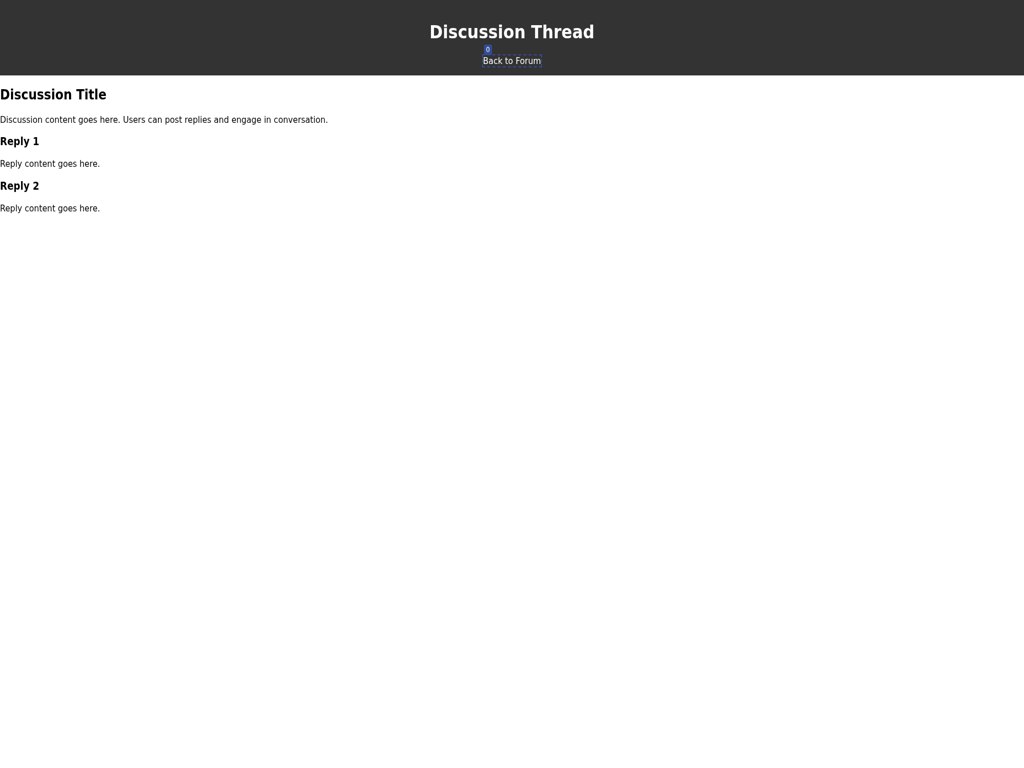 Discussion Thread
0
Back to Forum
Discussion Title
Discussion content goes here. Users can post replies and engage in conversation.
Reply 1
Reply content goes here.
Reply 2
Reply content goes here.